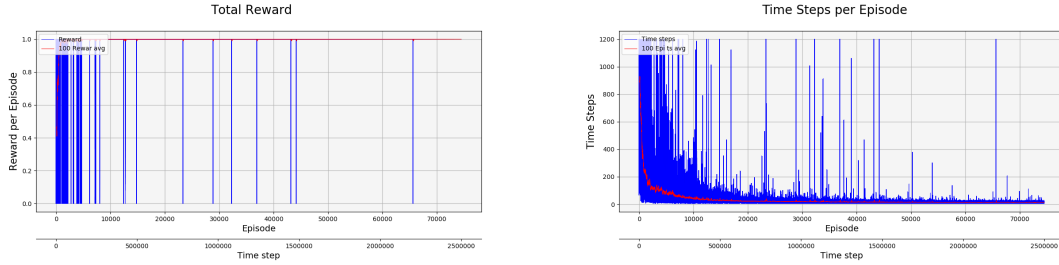 Total Reward
Reward
100 Rewar avg
Reward per Episode
1.0
0.8
0.6
0.4
0.2
0.0
0 10000 20000 30000 40000 50000 60000 70000
Episode
0 500000 1000000 1500000 2000000 2500000
Time step
Time Steps per Episode
Time steps
100 Epi ts avg
Time Steps
1200
1000
800
600
400
200
0
0 10000 20000 30000 40000 50000 60000 70000
Episode
0 500000 1000000 1500000 2000000 2500000
Time step